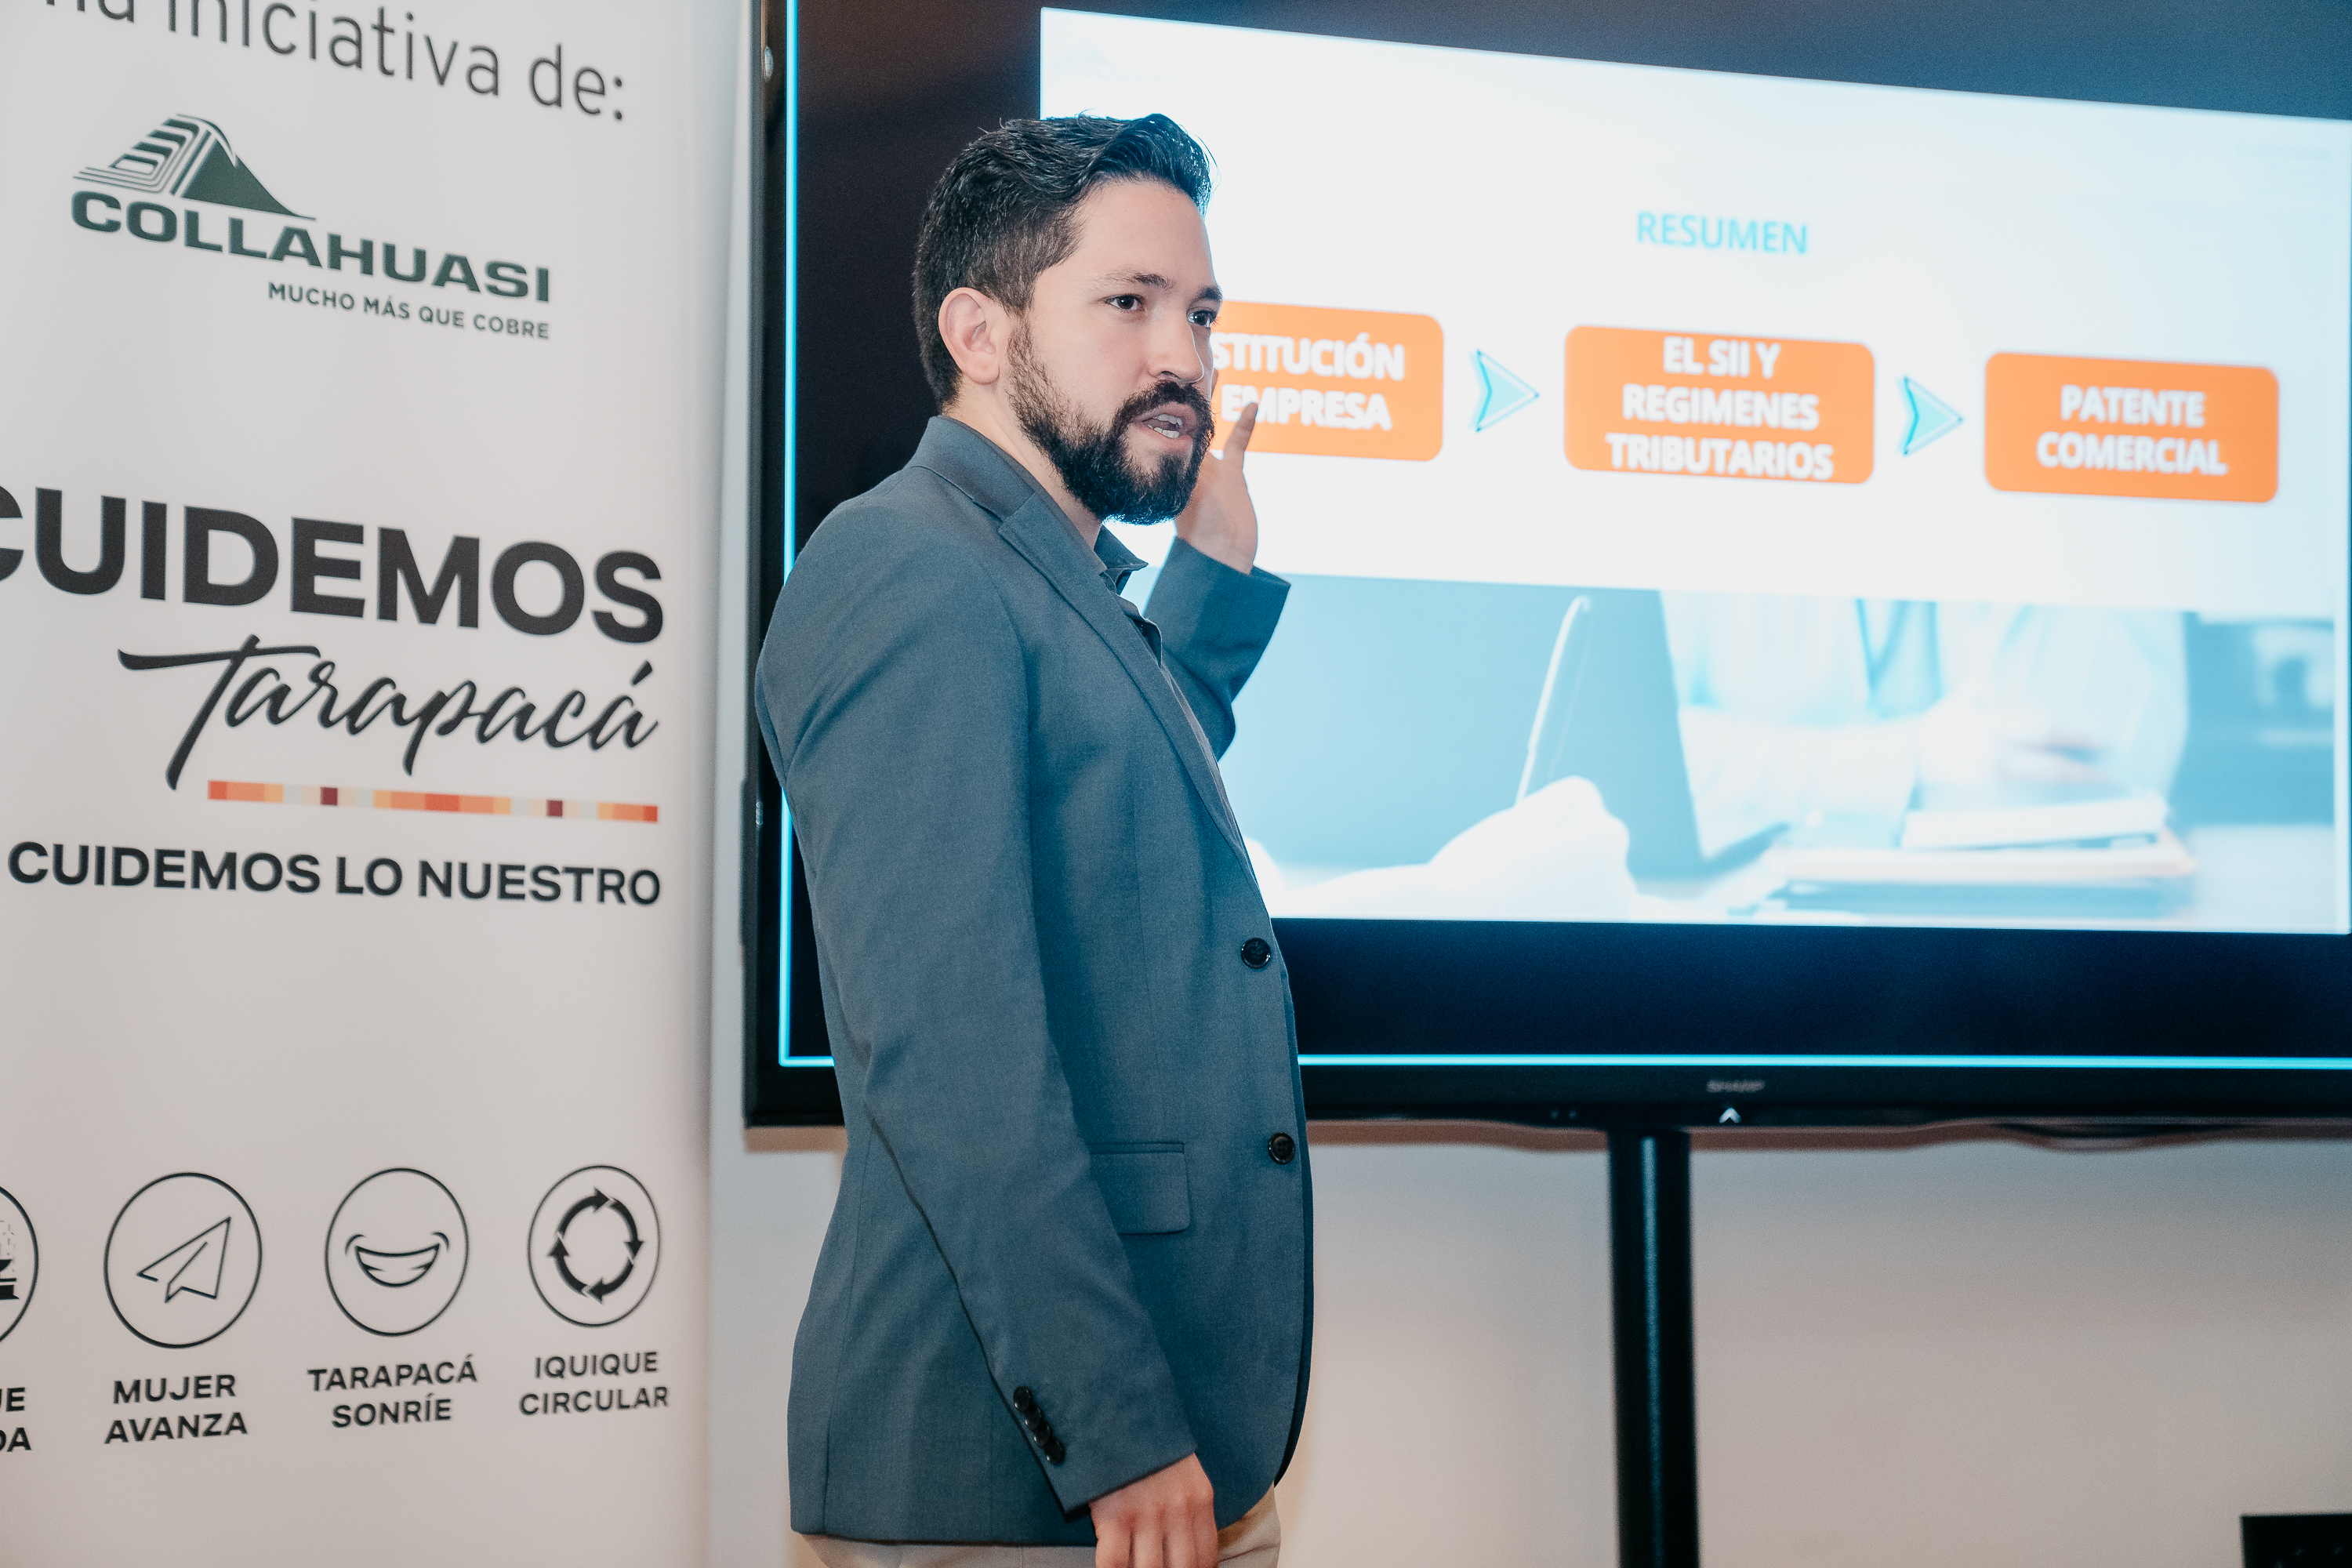 iniciativa de:
COLLAHUASI
MUCHO MÁS QUE COBRE
CUIDEMOS
Tarapacá
CUIDEMOS LO NUESTRO
MUJER
AVANZA
TARAPACÁ
SONRÍE
IQUIQUE
CIRCULAR
RESUMEN
STITUCIÓN
EMPRESA
EL SII Y
REGIMENES
TRIBUTARIOS
PATENTE
COMERCIAL
SHARP